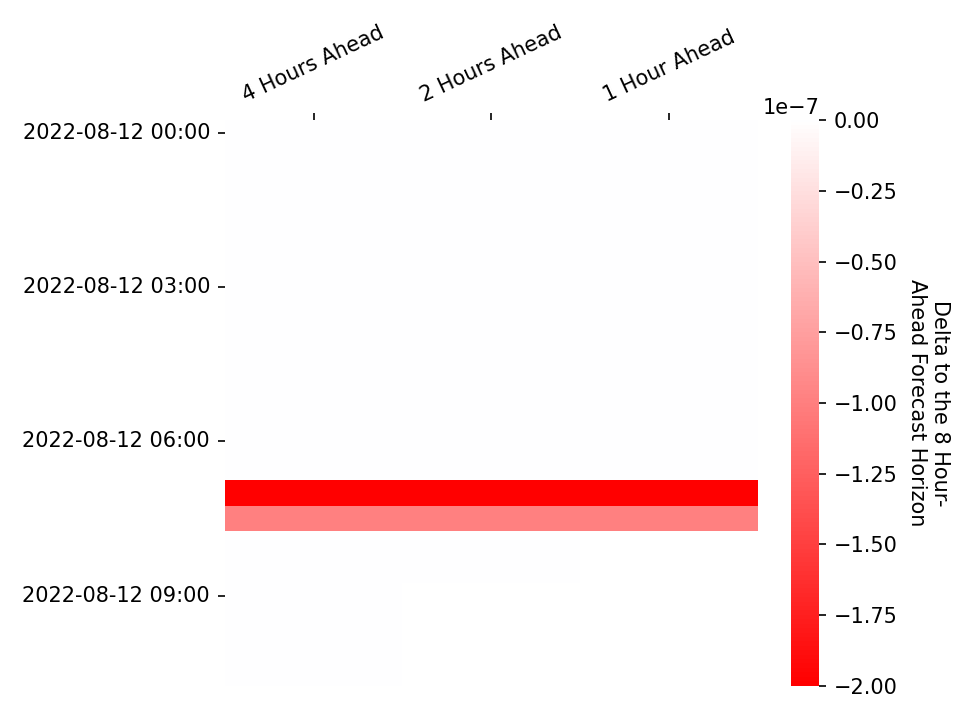 4 Hours Ahead
2 Hours Ahead
1 Hour Ahead
1e−7
2022-08-12 00:00
2022-08-12 03:00
2022-08-12 06:00
2022-08-12 09:00
0.00
−0.25
−0.50
−0.75
−1.00
−1.25
−1.50
−1.75
−2.00
Delta to the 8 Hour-
Ahead Forecast Horizon